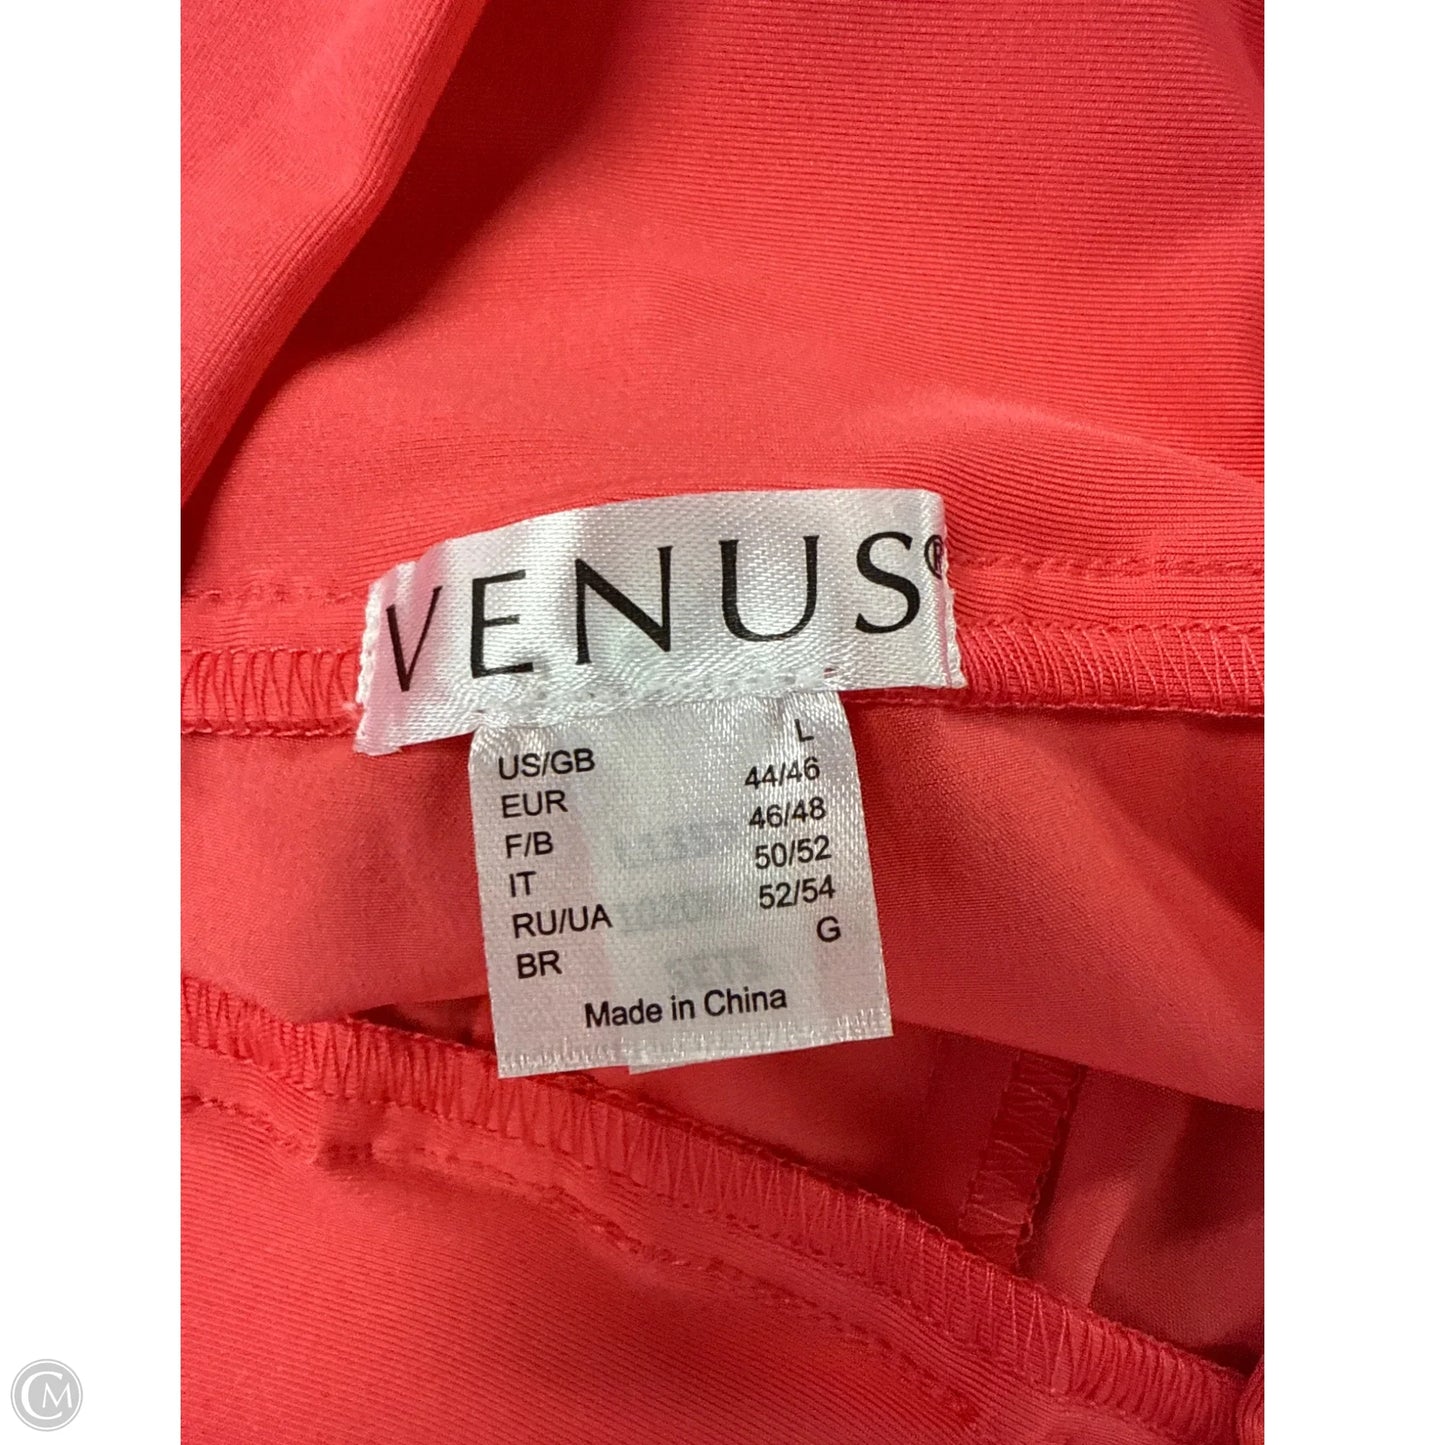 VENUS®
US/GB L
EUR 44/46
F/B 46/48
IT 50/52
RU/UA 52/54
BR G
Made in China
CM